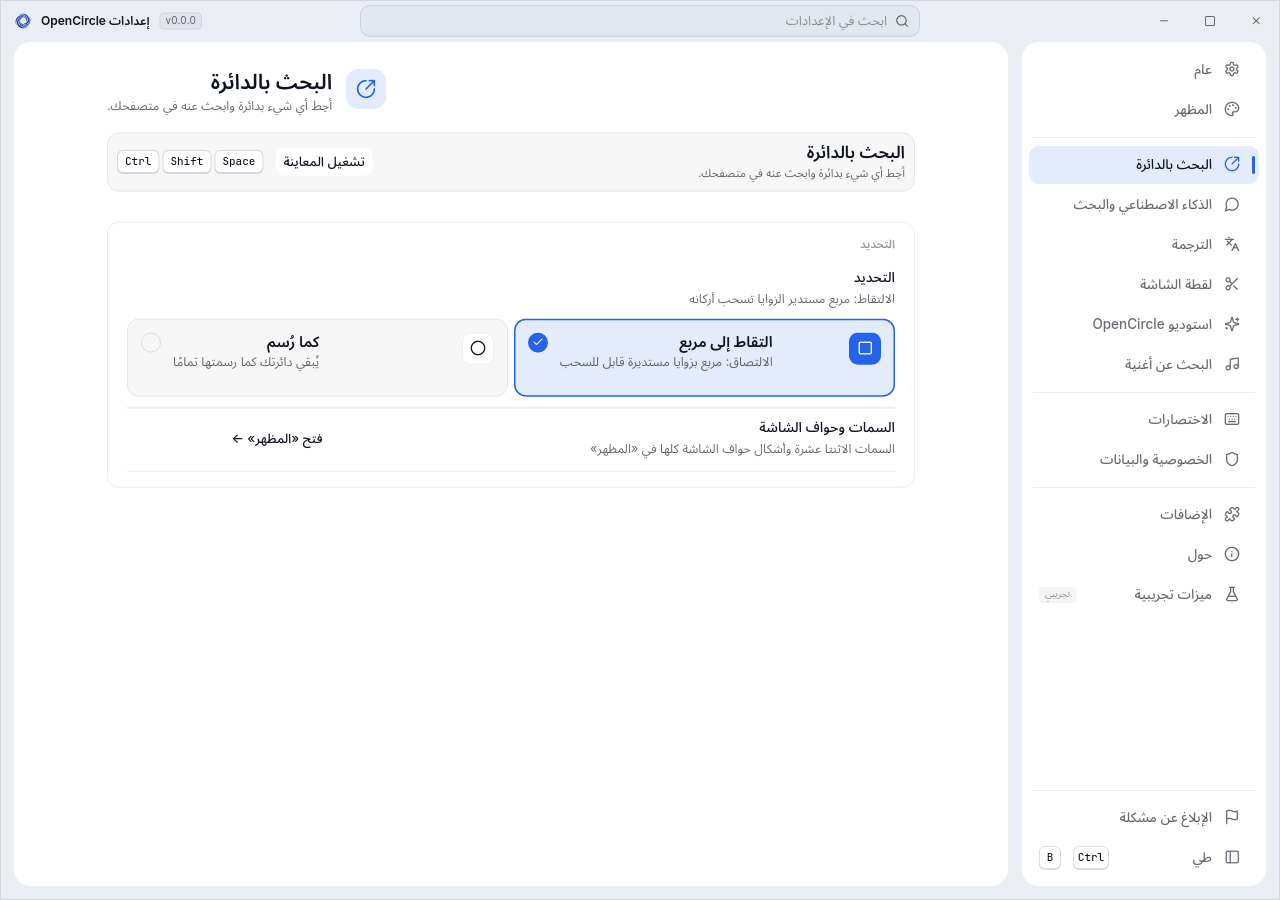 إعدادات OpenCircle
v0.0.0
ابحث في الإعدادات
عام
المظهر
البحث بالدائرة
الذكاء الاصطناعي والبحث
الترجمة
لقطة الشاشة
استوديو OpenCircle
البحث عن أغنية
الاختصارات
الخصوصية والبيانات
الإضافات
حول
ميزات تجريبية
تجريبي
الإبلاغ عن مشكلة
طي
Ctrl B
البحث بالدائرة
أحِط أي شيء بدائرة وابحث عنه في متصفحك.
البحث بالدائرة
أحِط أي شيء بدائرة وابحث عنه في متصفحك.
تشغيل المعاينة
Ctrl Shift Space
التحديد
التحديد
الالتقاط: مربع مستدير الزوايا تسحب أركانه
التقاط إلى مربع
الالتصاق: مربع بزوايا مستديرة قابل للسحب
كما رُسم
يُبقي دائرتك كما رسمتها تمامًا
السمات وحواف الشاشة
السمات الاثنتا عشرة وأشكال حواف الشاشة كلها في «المظهر»
فتح «المظهر» ←